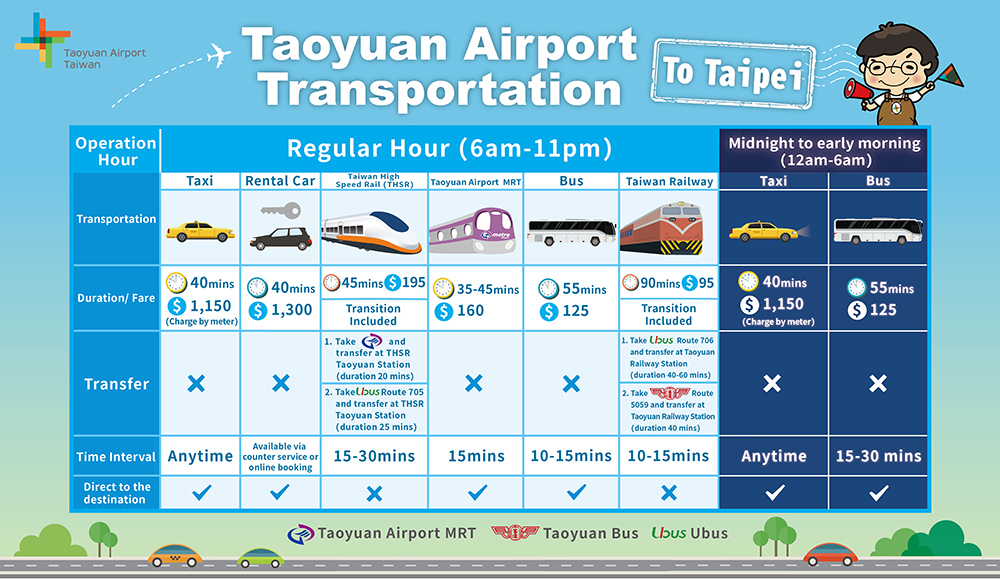 Taoyuan Airport
Taiwan
Taoyuan Airport
Transportation
To Taipei
Operation
Hour
Regular Hour (6am-11pm)
Midnight to early morning
(12am-6am)
Transportation
Taxi
Rental Car
Taiwan High
Speed Rail (THSR)
Taoyuan Airport MRT
Bus
Taiwan Railway
Taxi
Bus
metro
Duration/ Fare
40mins
$ 1,150
(Charge by meter)
40mins
$ 1,300
45mins $ 195
Transition
Included
35-45mins
$ 160
55mins
$ 125
90mins $ 95
Transition
Included
40mins
$ 1,150
(Charge by meter)
55mins
$ 125
Transfer
1. Take and
transfer at THSR
Taoyuan Station
(duration 20 mins)
2. Take Ubus Route 705
and transfer at THSR
Taoyuan Station
(duration 25 mins)
1. Take Ubus Route 706
and transfer at Taoyuan
Railway Station
(duration 40-60 mins)
2. Take Route
5059 and transfer at
Taoyuan Railway Station
(duration 40 mins)
Time Interval
Anytime
Available via
counter service or
online booking
15-30mins
15mins
10-15mins
10-15mins
Anytime
15-30 mins
Direct to the
destination
Taoyuan Airport MRT
Taoyuan Bus
Ubus Ubus